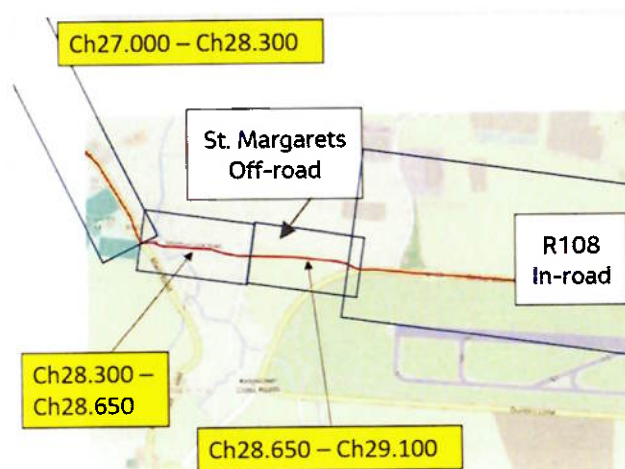 Ch27.000 – Ch28.300
St. Margarets
Off-road
R108
In-road
Ch28.300 –
Ch28.650
Ch28.650 – Ch29.100